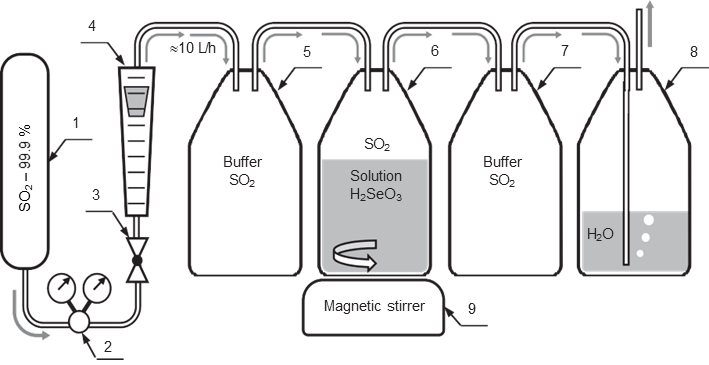 4
≈10 L/h
5
6
7
8
1
SO₂ – 99.9 %
3
Buffer
SO₂
SO₂
Solution
H₂SeO₃
Buffer
SO₂
H₂O
Magnetic stirrer
9
2